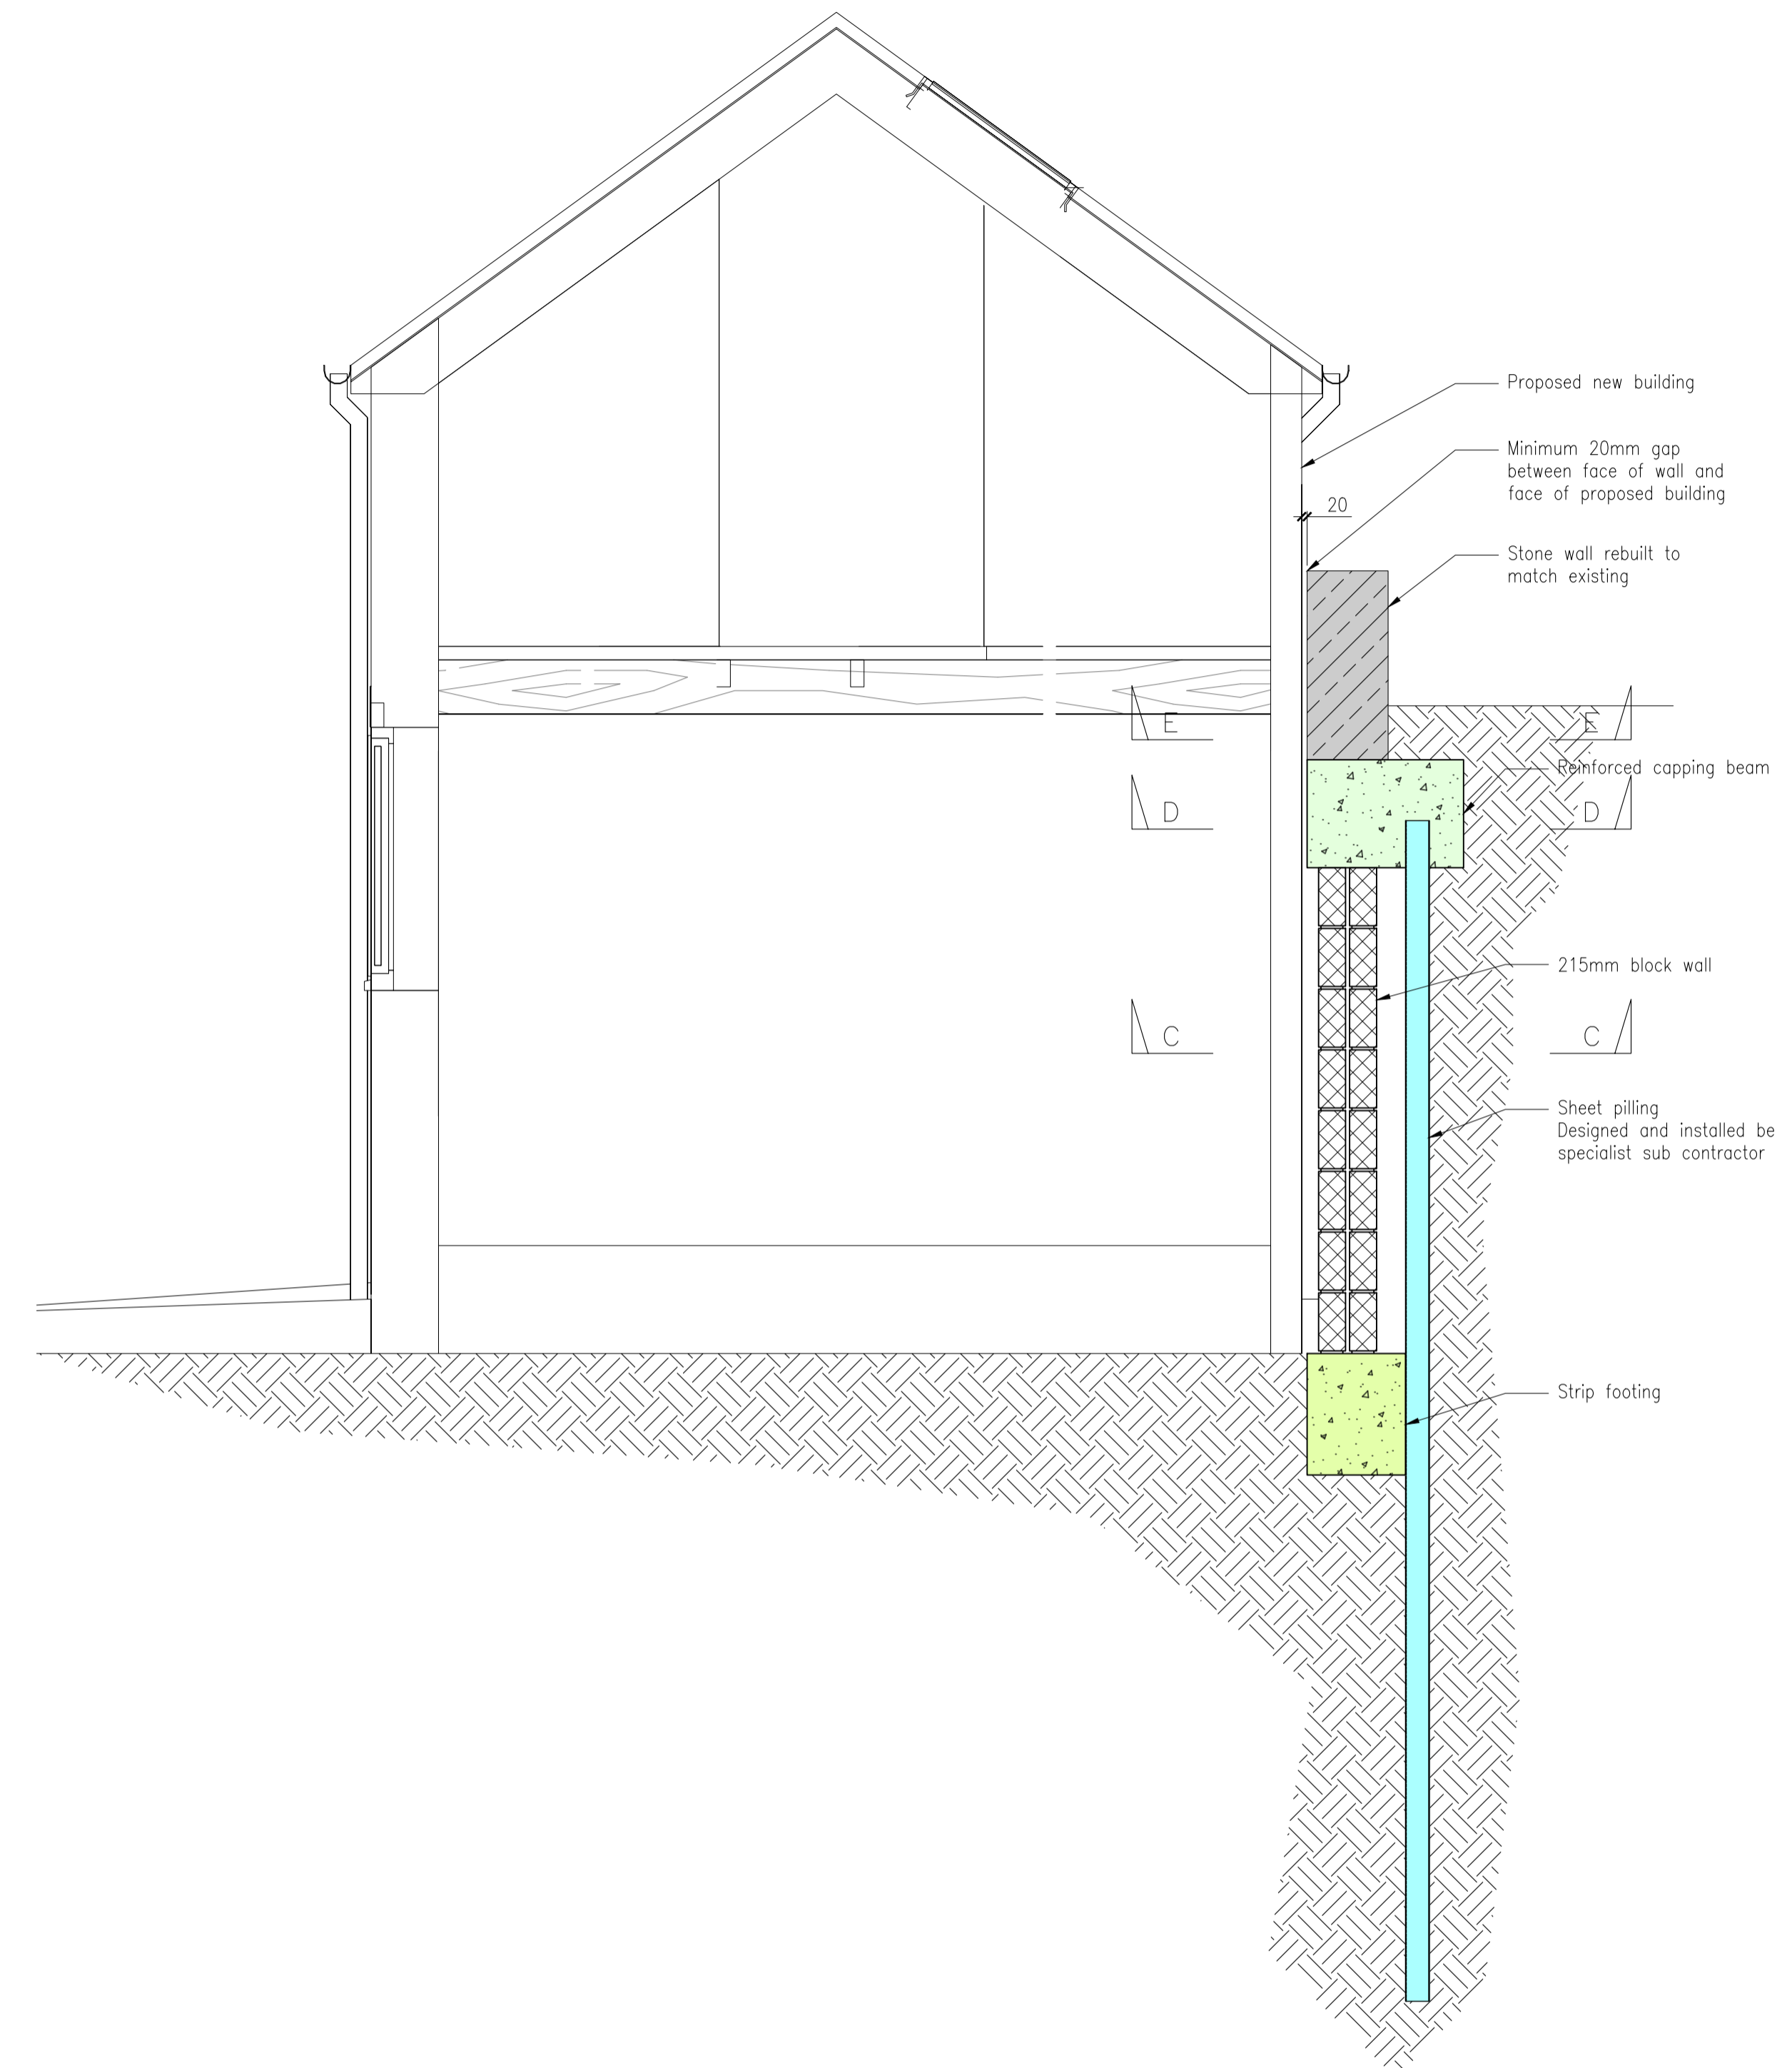 Proposed new building
Minimum 20mm gap
between face of wall and
face of proposed building
20
Stone wall rebuilt to
match existing
E
E
Reinforced capping beam
D
D
215mm block wall
C
C
Sheet pilling
Designed and installed be
specialist sub contractor
Strip footing